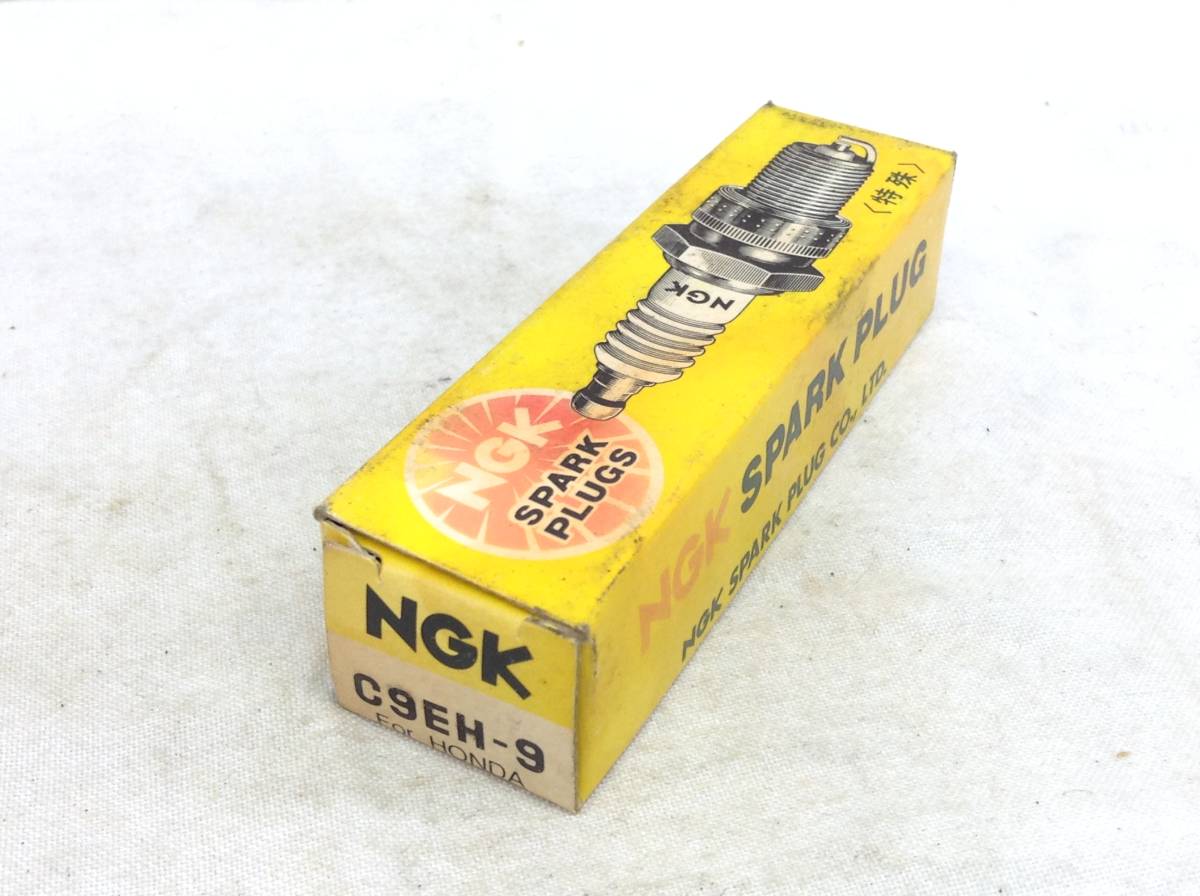 〈特殊〉
NGK
NGK
SPARK
PLUGS
NGK SPARK PLUG
NGK SPARK PLUG CO., LTD.
NGK
C9EH-9
For HONDA